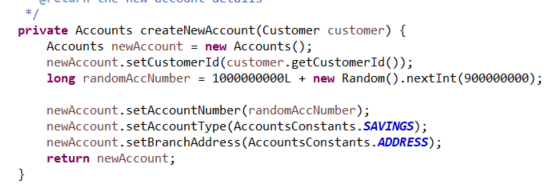 @return the new account details
*/
private Accounts createNewAccount(Customer customer) {
    Accounts newAccount = new Accounts();
    newAccount.setCustomerId(customer.getCustomerId());
    long randomAccNumber = 1000000000L + new Random().nextInt(900000000);

    newAccount.setAccountNumber(randomAccNumber);
    newAccount.setAccountType(AccountsConstants.SAVINGS);
    newAccount.setBranchAddress(AccountsConstants.ADDRESS);
    return newAccount;
}